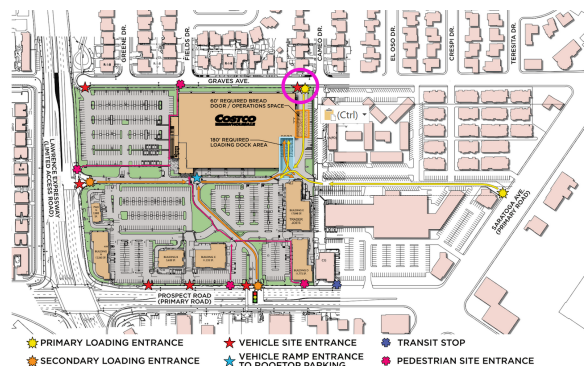 GREENE DR.
FIELDS DR.
CAMEO DR.
EL OSO DR.
CRESPI DR.
TERESITA DR.
GRAVES AVE.
60' REQUIRED BREAD
DOOR / OPERATIONS SPACE
COSTCO
(Ctrl)
180' REQUIRED
LOADING DOCK AREA
LAWRENCE EXPRESSWAY
(LIMITED ACCESS ROAD)
SARATOGA AVE.
(PRIMARY ROAD)
PROSPECT ROAD
(PRIMARY ROAD)
PRIMARY LOADING ENTRANCE
VEHICLE SITE ENTRANCE
TRANSIT STOP
SECONDARY LOADING ENTRANCE
VEHICLE RAMP ENTRANCE
TO ROOFTOP PARKING
PEDESTRIAN SITE ENTRANCE